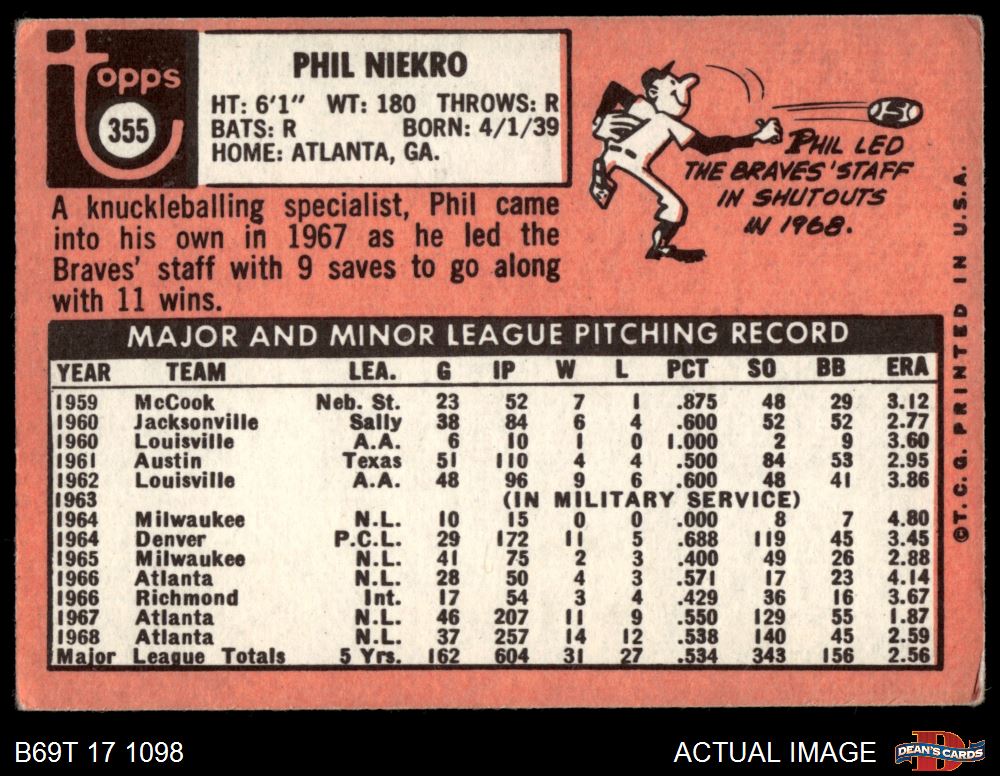 topps
355
PHIL NIEKRO
HT: 6'1" WT: 180 THROWS: R
BATS: R BORN: 4/1/39
HOME: ATLANTA, GA.
PHIL LED
THE BRAVES' STAFF
IN SHUTOUTS
IN 1968.
A knuckleballing specialist, Phil came
into his own in 1967 as he led the
Braves' staff with 9 saves to go along
with 11 wins.
MAJOR AND MINOR LEAGUE PITCHING RECORD
YEAR TEAM LEA. G IP W L PCT SO BB ERA
1959 McCook Neb. St. 23 52 7 1 .875 48 29 3.12
1960 Jacksonville Sally 38 84 6 4 .600 52 52 2.77
1960 Louisville A.A. 6 10 1 0 1.000 2 9 3.60
1961 Austin Texas 51 110 4 4 .500 84 53 2.95
1962 Louisville A.A. 48 96 9 6 .600 48 41 3.86
1963 (IN MILITARY SERVICE)
1964 Milwaukee N.L. 10 15 0 0 .000 8 7 4.80
1964 Denver P.C.L. 29 172 11 5 .688 119 45 3.45
1965 Milwaukee N.L. 41 75 2 3 .400 49 26 2.88
1966 Atlanta N.L. 28 50 4 3 .571 17 23 4.14
1966 Richmond Int. 17 54 3 4 .429 36 16 3.67
1967 Atlanta N.L. 46 207 11 9 .550 129 55 1.87
1968 Atlanta N.L. 37 257 14 12 .538 140 45 2.59
Major League Totals 5 Yrs. 162 604 31 27 .534 343 156 2.56
©T. C. G. PRINTED IN U.S.A.
B69T 17 1098
ACTUAL IMAGE
DEAN'S CARDS